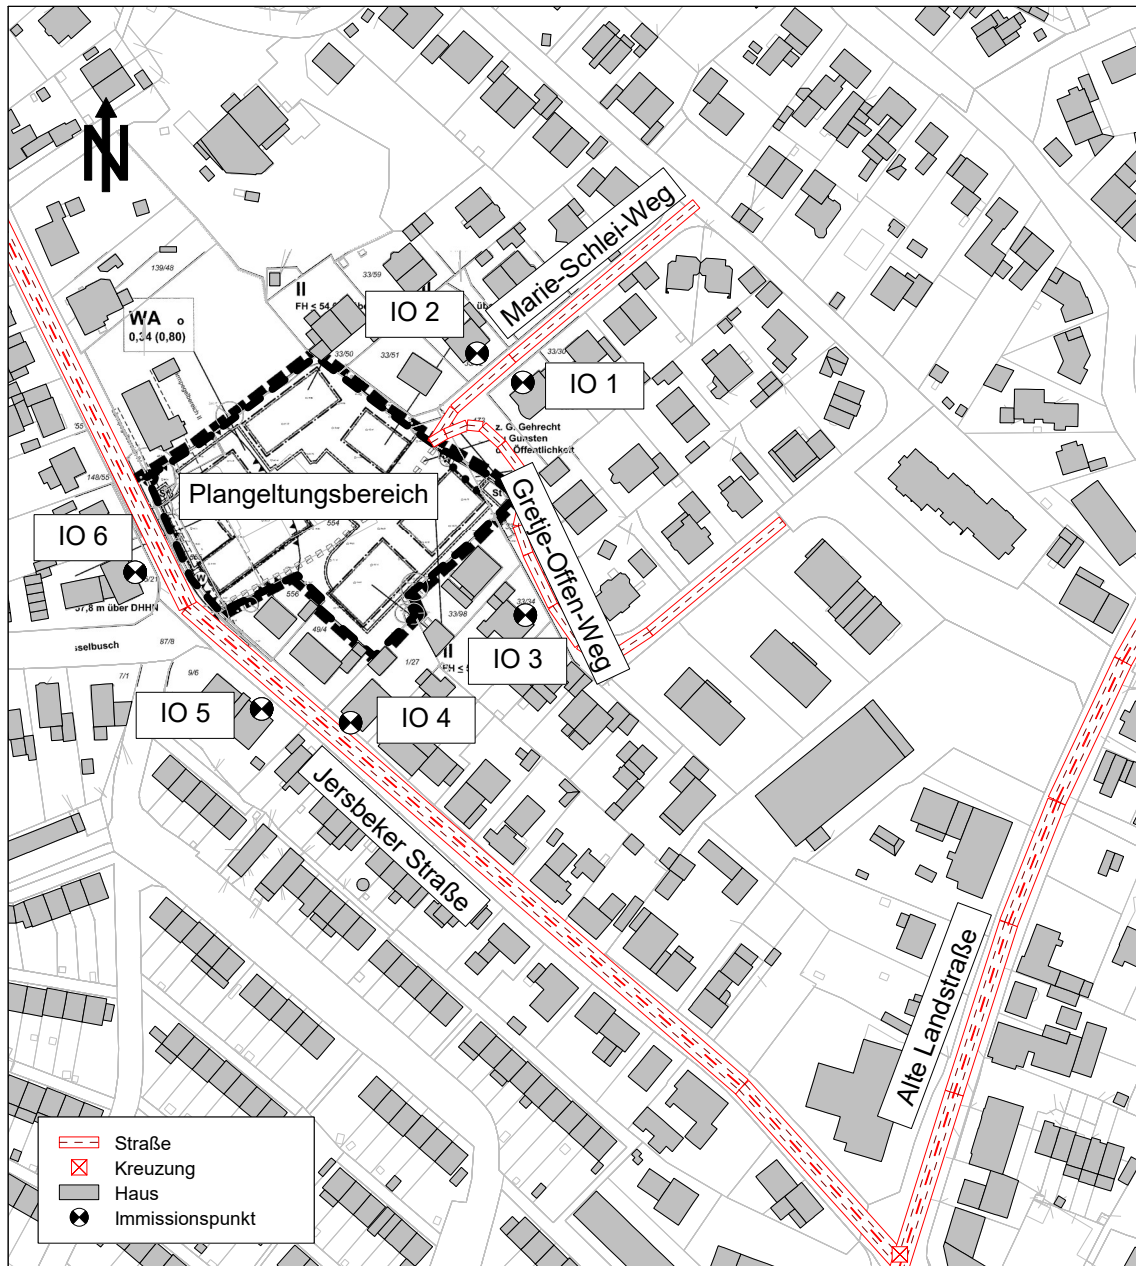 N
139/48
33/59
II
FH ≤ 54,
WA o
0,34 (0,80)
IO 2
Marie-Schlei-Weg
33/50
33/51
33/30
IO 1
z. G. Gehrecht
Gunsten
Öffentlichkeit
148/55
Plangeltungsbereich
St
554
Gretje-Offen-Weg
IO 6
556
49/4
33/98
33/34
57,8 m über DHHN
sselbusch
87/8
9/6
7/1
1/27
II
IO 3
IO 5
IO 4
Jersbeker Straße
Alte Landstraße
Straße
Kreuzung
Haus
Immissionspunkt